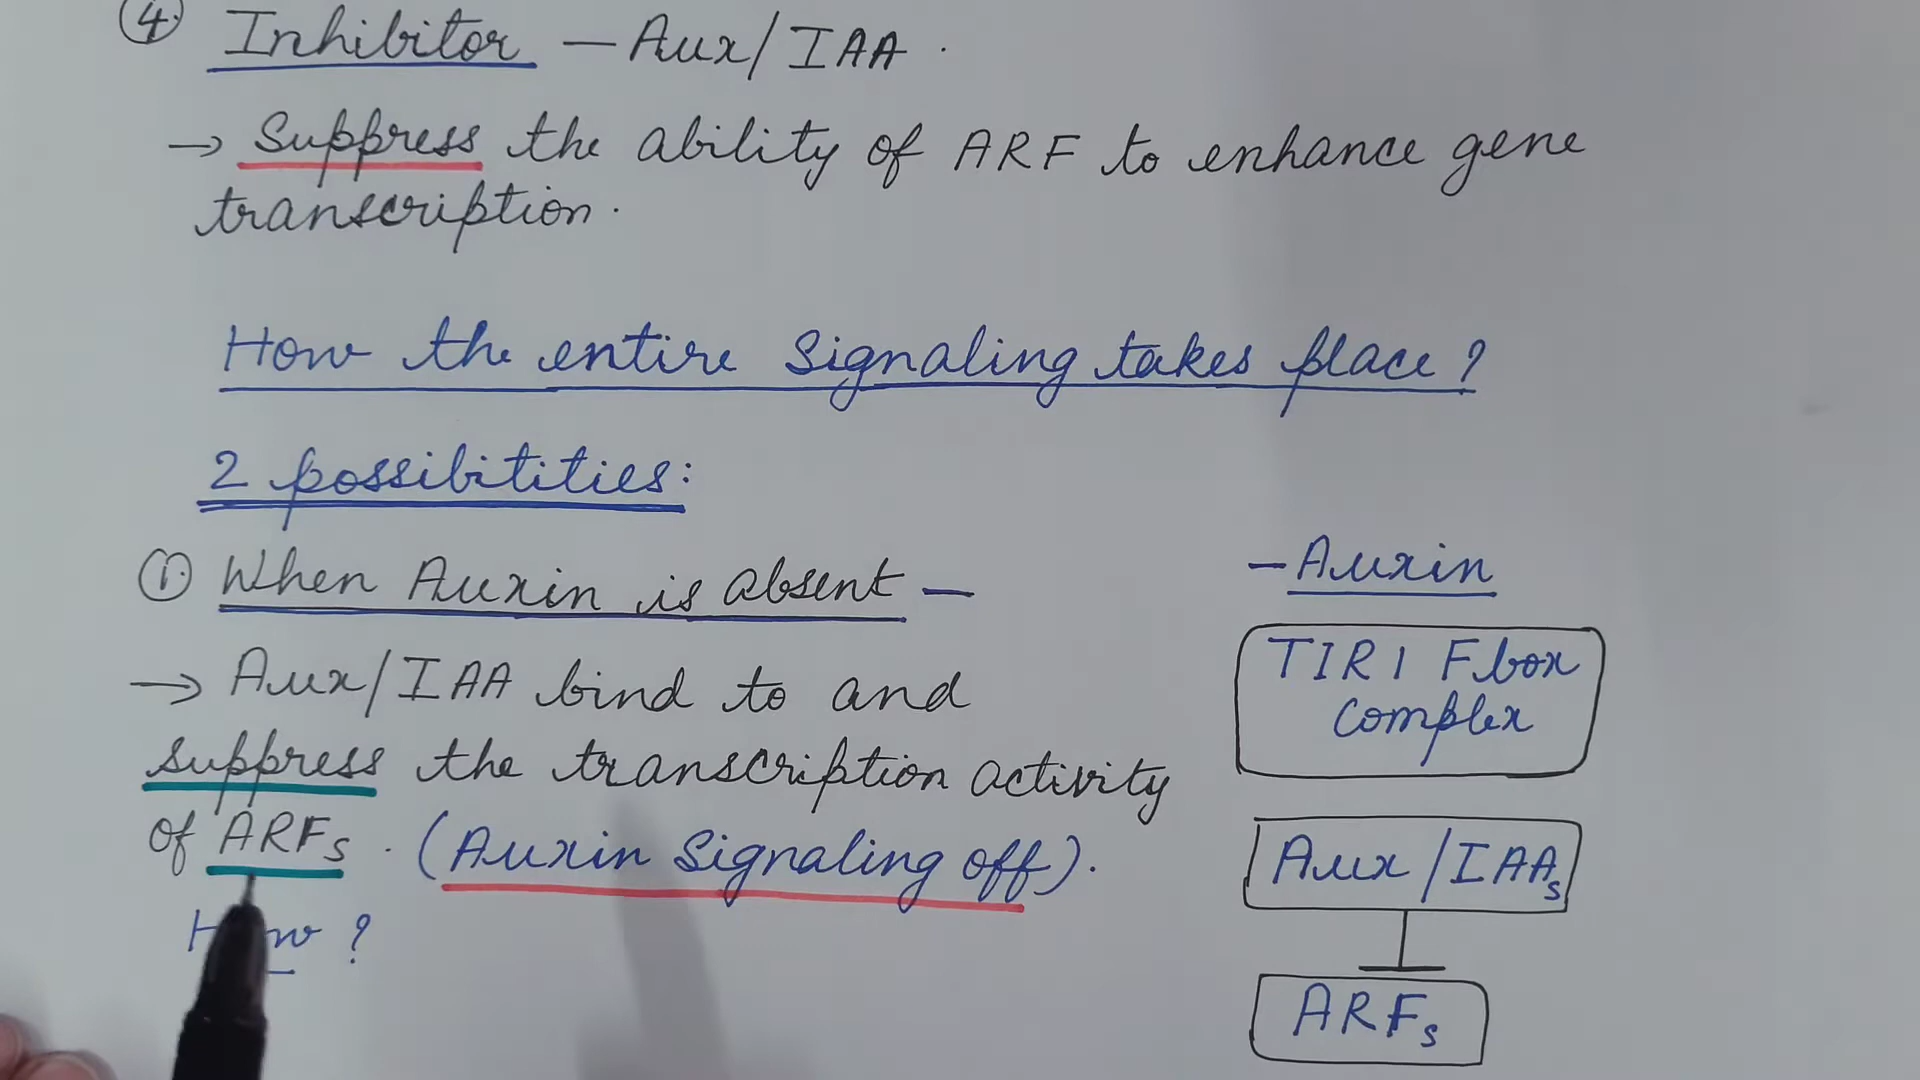 4. Inhibitor - Aux/IAA.
→ Suppress the ability of ARF to enhance gene
transcription.
How the entire Signaling takes place?
2 possibitities:
1. When Auxin is absent -
→ Aux/IAA bind to and
suppress the transcription activity
of ARFs. (Auxin Signaling off).
How?
- Auxin
TIR1 Fbox
Complex
Aux/IAAs
ARFs